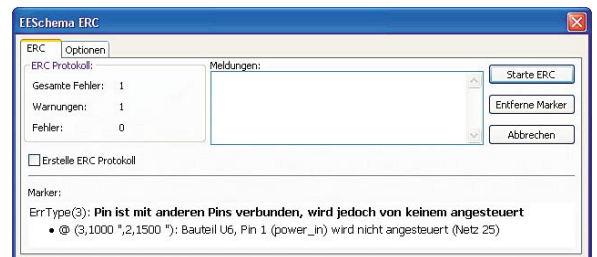 EESchema ERC
ERC Optionen
ERC Protokoll:
Gesamte Fehler: 1
Warnungen: 1
Fehler: 0
Meldungen:
Starte ERC
Entferne Marker
Abbrechen
Erstelle ERC Protokoll
Marker:
ErrType(3): Pin ist mit anderen Pins verbunden, wird jedoch von keinem angesteuert
• @ (3,1000 ",2,1500 "): Bauteil U6, Pin 1 (power_in) wird nicht angesteuert (Netz 25)